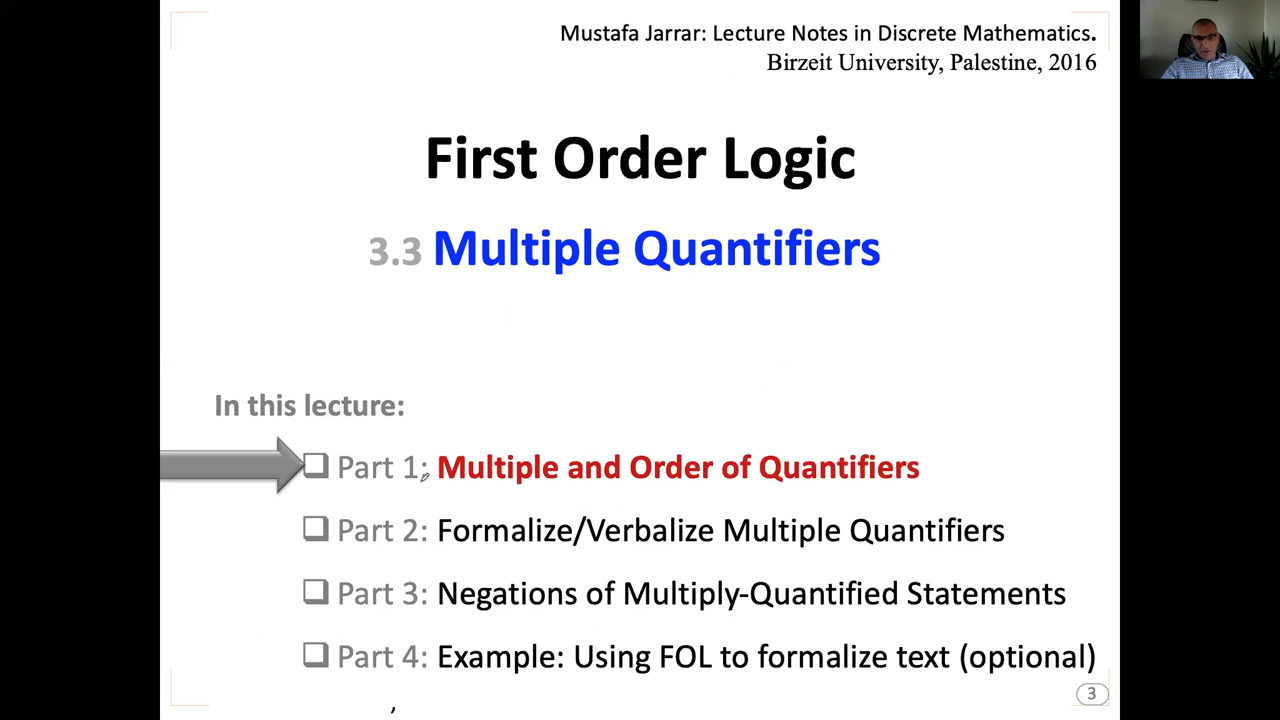 Mustafa Jarrar: Lecture Notes in Discrete Mathematics.
Birzeit University, Palestine, 2016
First Order Logic
3.3 Multiple Quantifiers
In this lecture:
❑ Part 1: Multiple and Order of Quantifiers
❑ Part 2: Formalize/Verbalize Multiple Quantifiers
❑ Part 3: Negations of Multiply-Quantified Statements
❑ Part 4: Example: Using FOL to formalize text (optional)
,
3